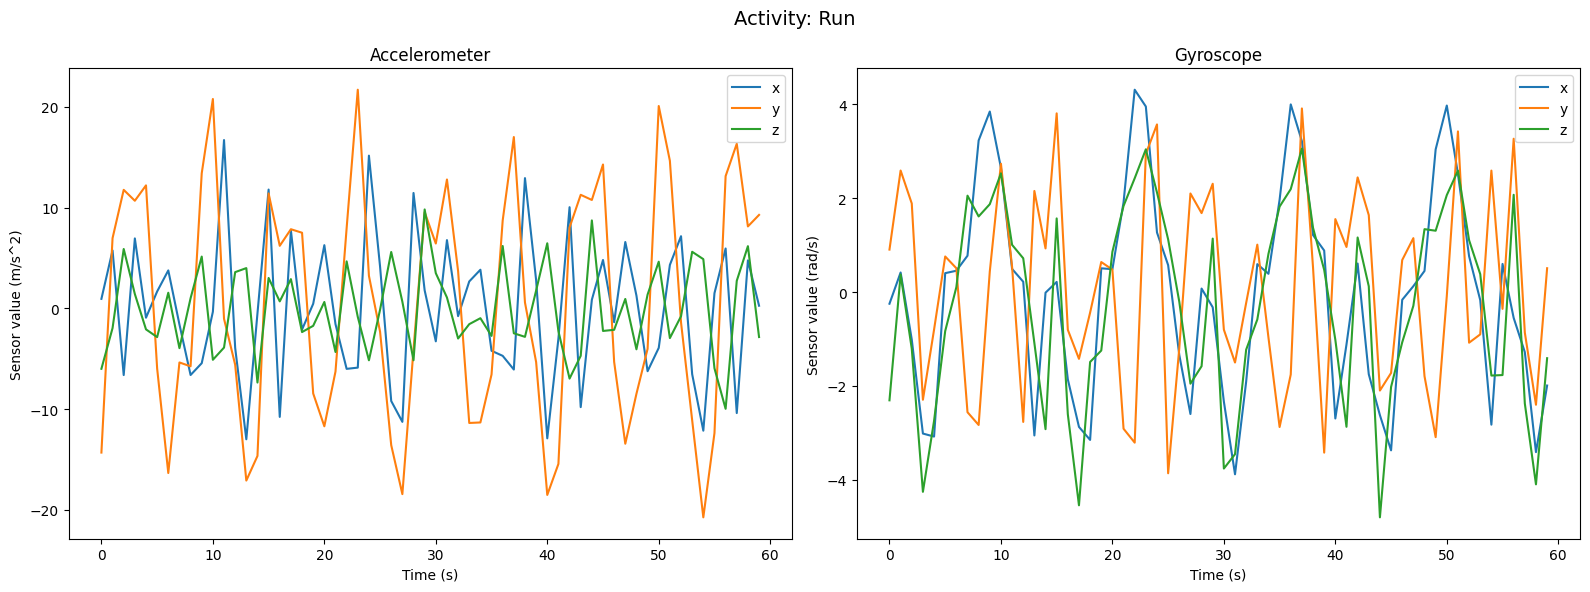 Activity: Run
Accelerometer
x
y
z
20
10
0
−10
−20
Sensor value (m/s^2)
0 10 20 30 40 50 60
Time (s)
Gyroscope
x
y
z
4
2
0
−2
−4
Sensor value (rad/s)
0 10 20 30 40 50 60
Time (s)